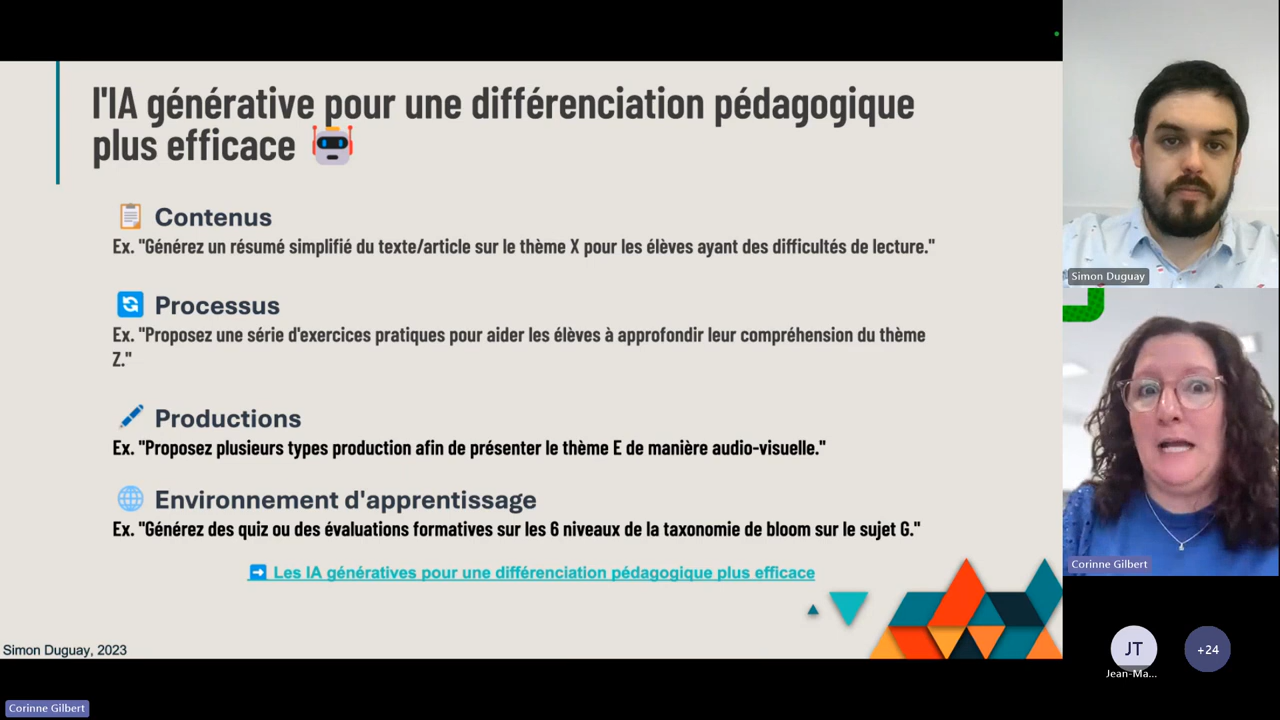 l'IA générative pour une différenciation pédagogique
plus efficace
Contenus
Ex. "Générez un résumé simplifié du texte/article sur le thème X pour les élèves ayant des difficultés de lecture."
Processus
Ex. "Proposez une série d'exercices pratiques pour aider les élèves à approfondir leur compréhension du thème
Z."
Productions
Ex. "Proposez plusieurs types production afin de présenter le thème E de manière audio-visuelle."
Environnement d'apprentissage
Ex. "Générez des quiz ou des évaluations formatives sur les 6 niveaux de la taxonomie de bloom sur le sujet G."
Les IA génératives pour une différenciation pédagogique plus efficace
Simon Duguay, 2023
Corinne Gilbert
Simon Duguay
Corinne Gilbert
JT
Jean-Ma...
+24